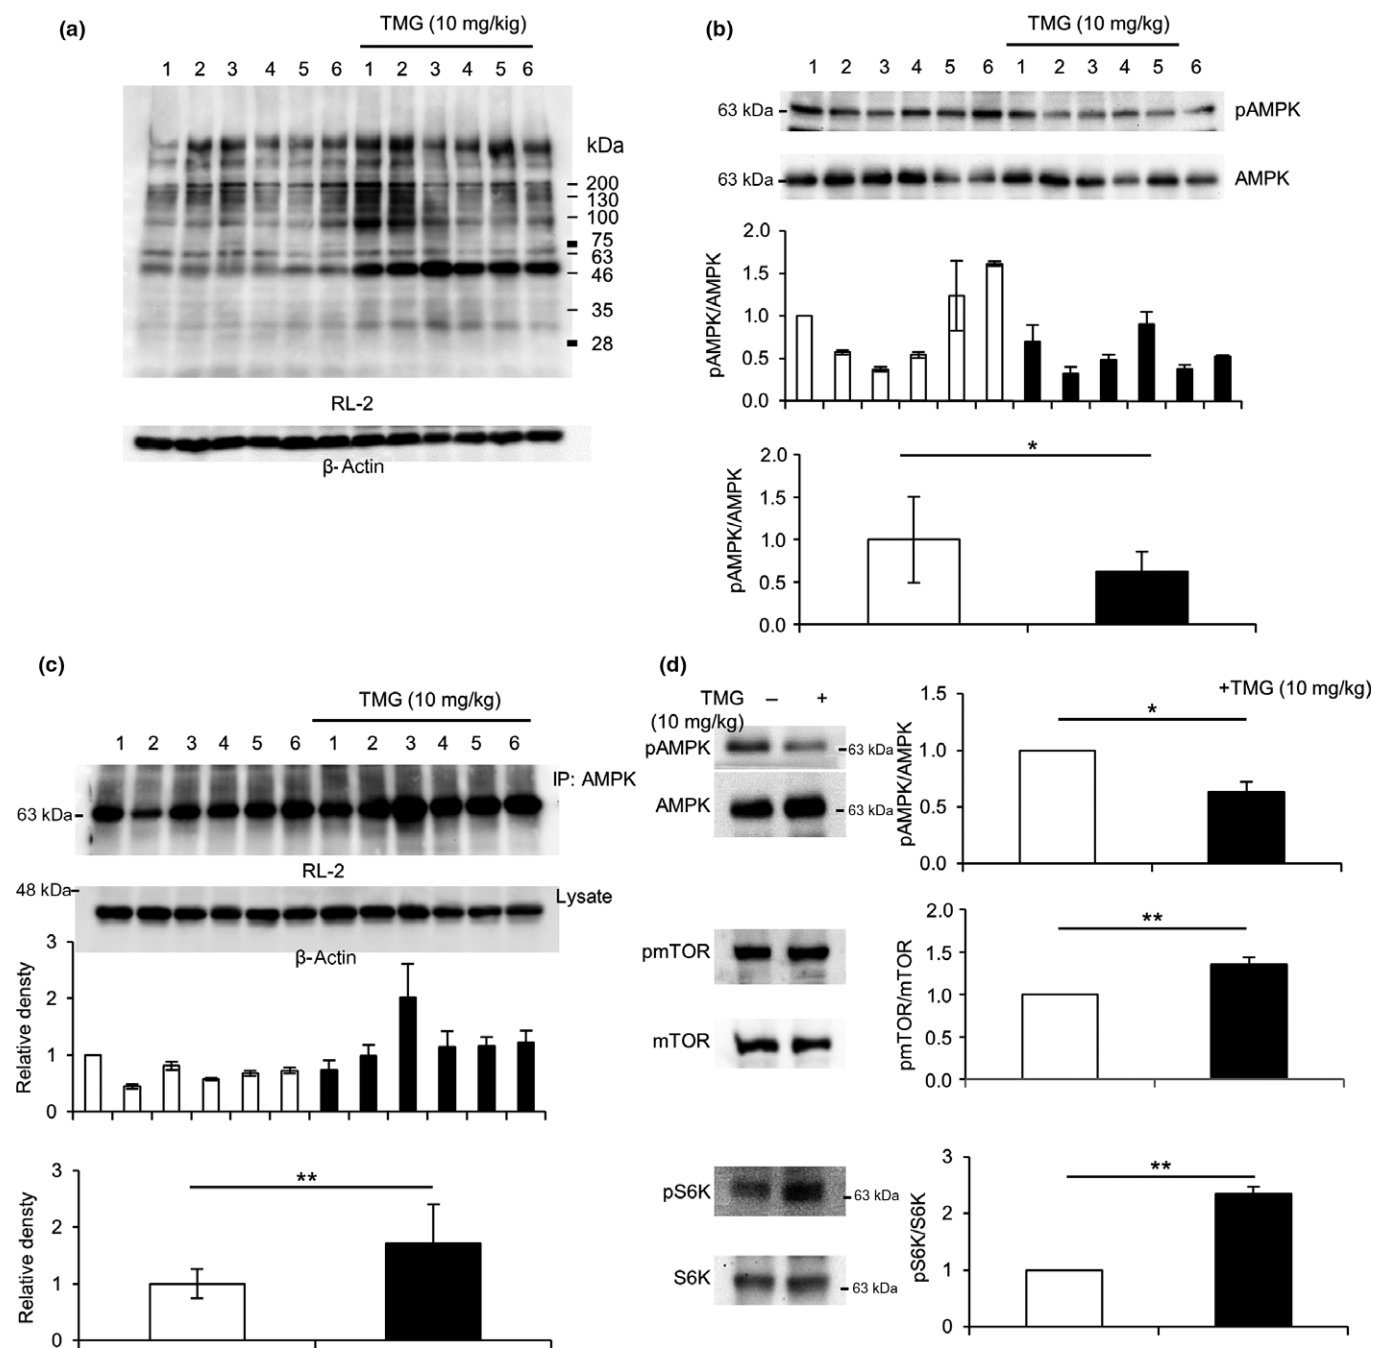 (a)
TMG (10 mg/kig)
1 2 3 4 5 6 1 2 3 4 5 6
kDa
200
130
100
75
63
46
35
28
RL-2
β- Actin
(b)
TMG (10 mg/kg)
1 2 3 4 5 6 1 2 3 4 5 6
63 kDa
pAMPK
63 kDa
AMPK
pAMPK/AMPK
2.0
1.5
1.0
0.5
0.0
pAMPK/AMPK
2.0
1.5
1.0
0.5
0.0
*
(c)
TMG (10 mg/kg)
1 2 3 4 5 6 1 2 3 4 5 6
IP: AMPK
63 kDa
RL-2
48 kDa
Lysate
β-Actin
Relative densty
3
2
1
0
Relative densty
3
2
1
0
**
(d)
TMG – +
(10 mg/kg)
pAMPK
63 kDa
AMPK
63 kDa
+TMG (10 mg/kg)
pAMPK/AMPK
1.5
1.0
0.5
0.0
*
pmTOR
mTOR
pmTOR/mTOR
2.0
1.5
1.0
0.5
0.0
**
pS6K
63 kDa
S6K
63 kDa
pS6K/S6K
3
2
1
0
**